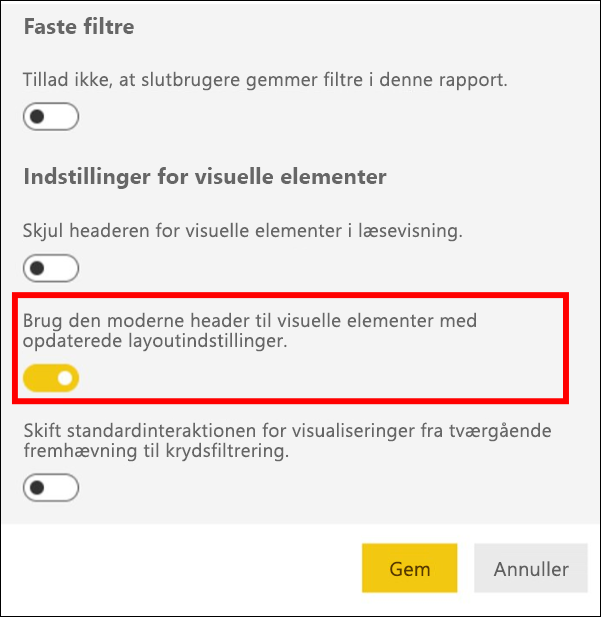 Faste filtre
Tillad ikke, at slutbrugere gemmer filtre i denne rapport.
Indstillinger for visuelle elementer
Skjul headeren for visuelle elementer i læsevisning.
Brug den moderne header til visuelle elementer med
opdaterede layoutindstillinger.
Skift standardinteraktionen for visualiseringer fra tværgående
fremhævning til krydsfiltrering.
Gem
Annuller